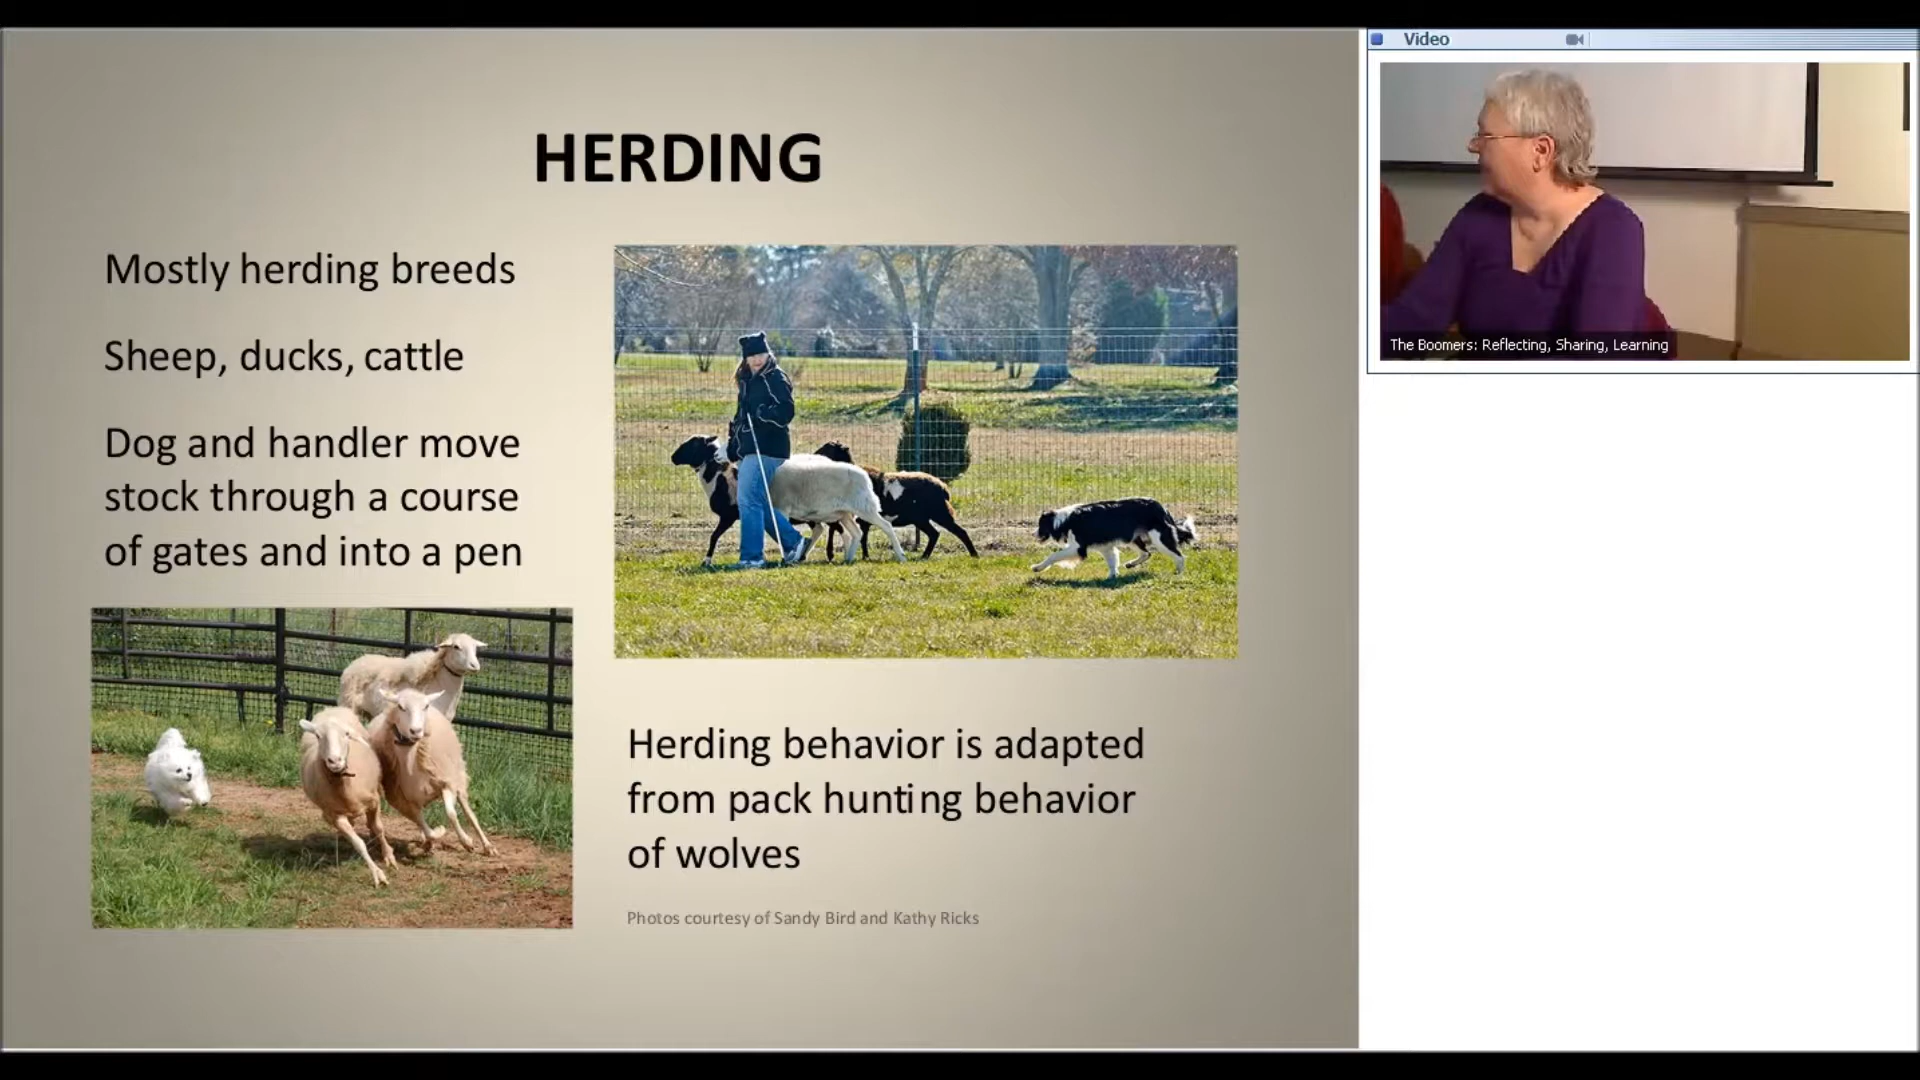 HERDING
Mostly herding breeds
Sheep, ducks, cattle
Dog and handler move
stock through a course
of gates and into a pen
Herding behavior is adapted
from pack hunting behavior
of wolves
Photos courtesy of Sandy Bird and Kathy Ricks
Video
The Boomers: Reflecting, Sharing, Learning